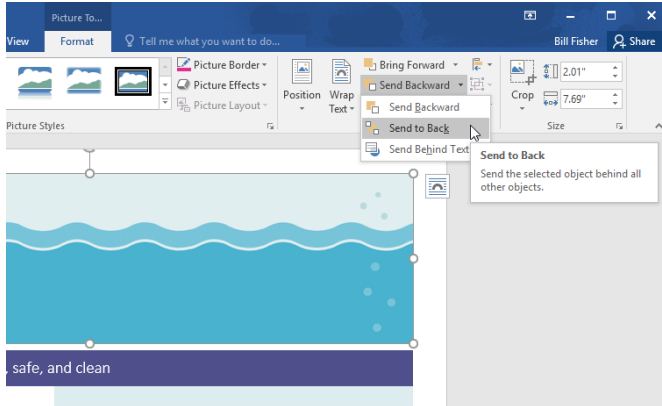 Picture To...
View Format Tell me what you want to do... Bill Fisher Share
Picture Border
Picture Effects
Picture Layout
Position
Wrap
Text
Bring Forward
Send Backward
Send Backward
Send to Back
Send Behind Text
Crop
2.01"
7.69"
Picture Styles
Size
Send to Back
Send the selected object behind all
other objects.
, safe, and clean